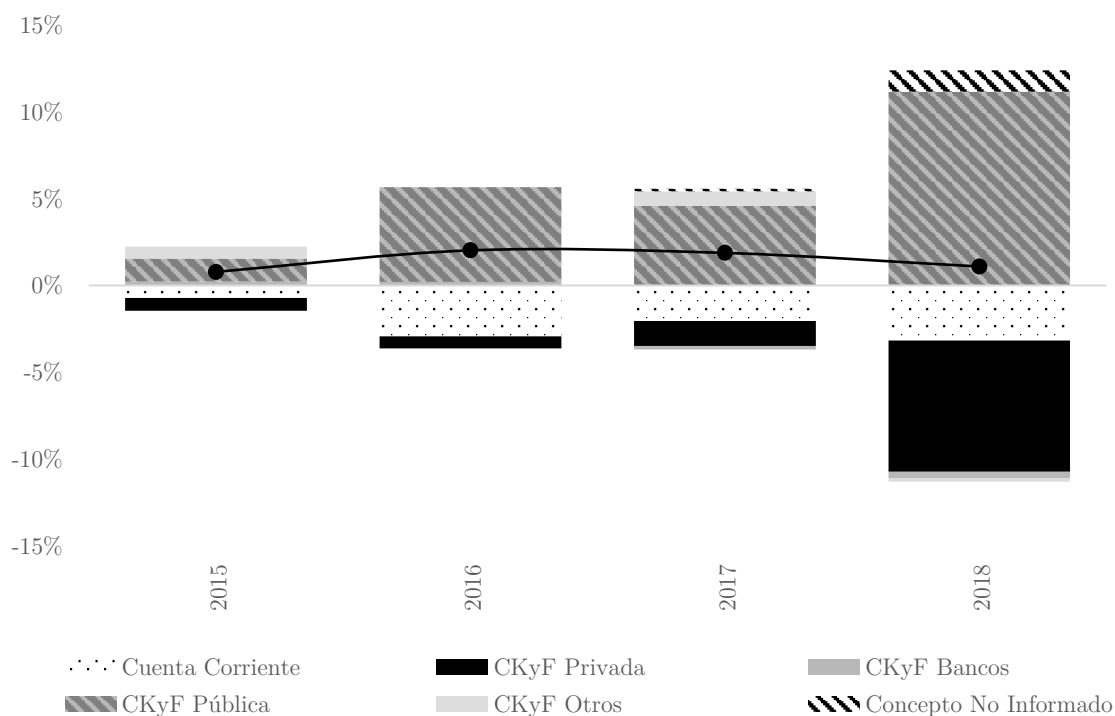 15%
10%
5%
0%
-5%
-10%
-15%
2015 2016 2017 2018
Cuenta Corriente CKyF Privada CKyF Bancos
CKyF Pública CKyF Otros Concepto No Informado